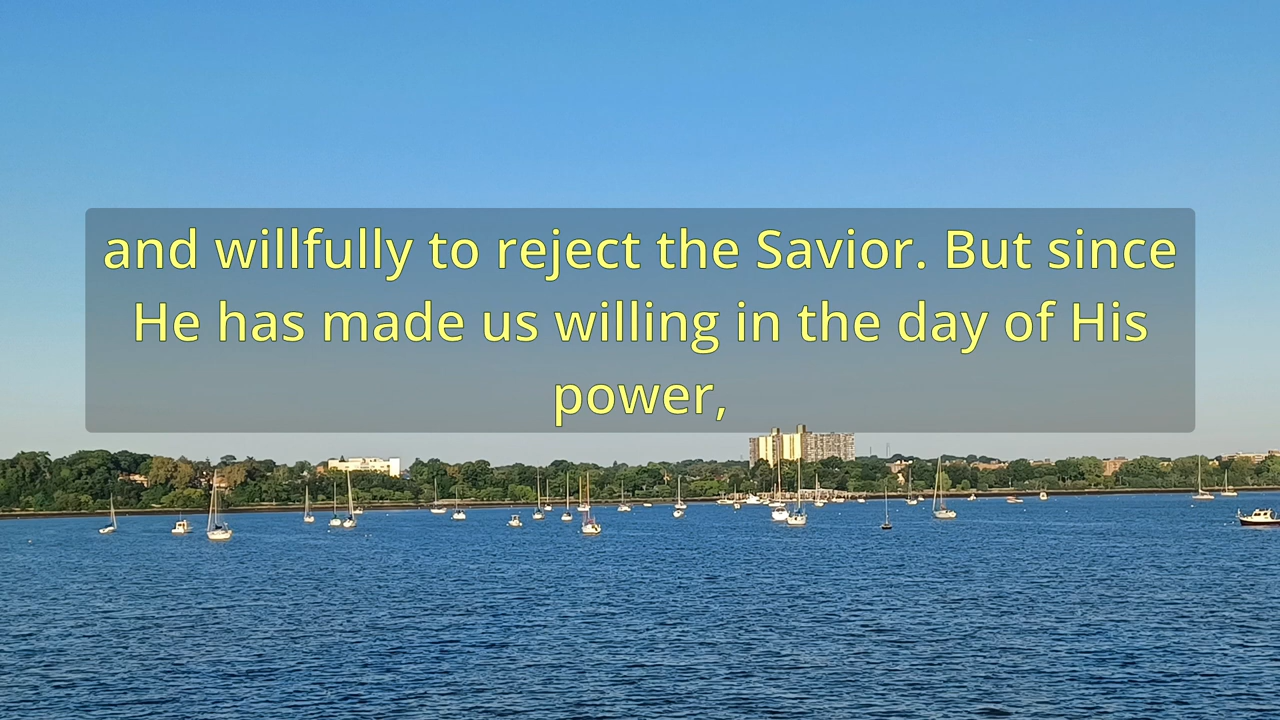 and willfully to reject the Savior. But since
He has made us willing in the day of His
power,